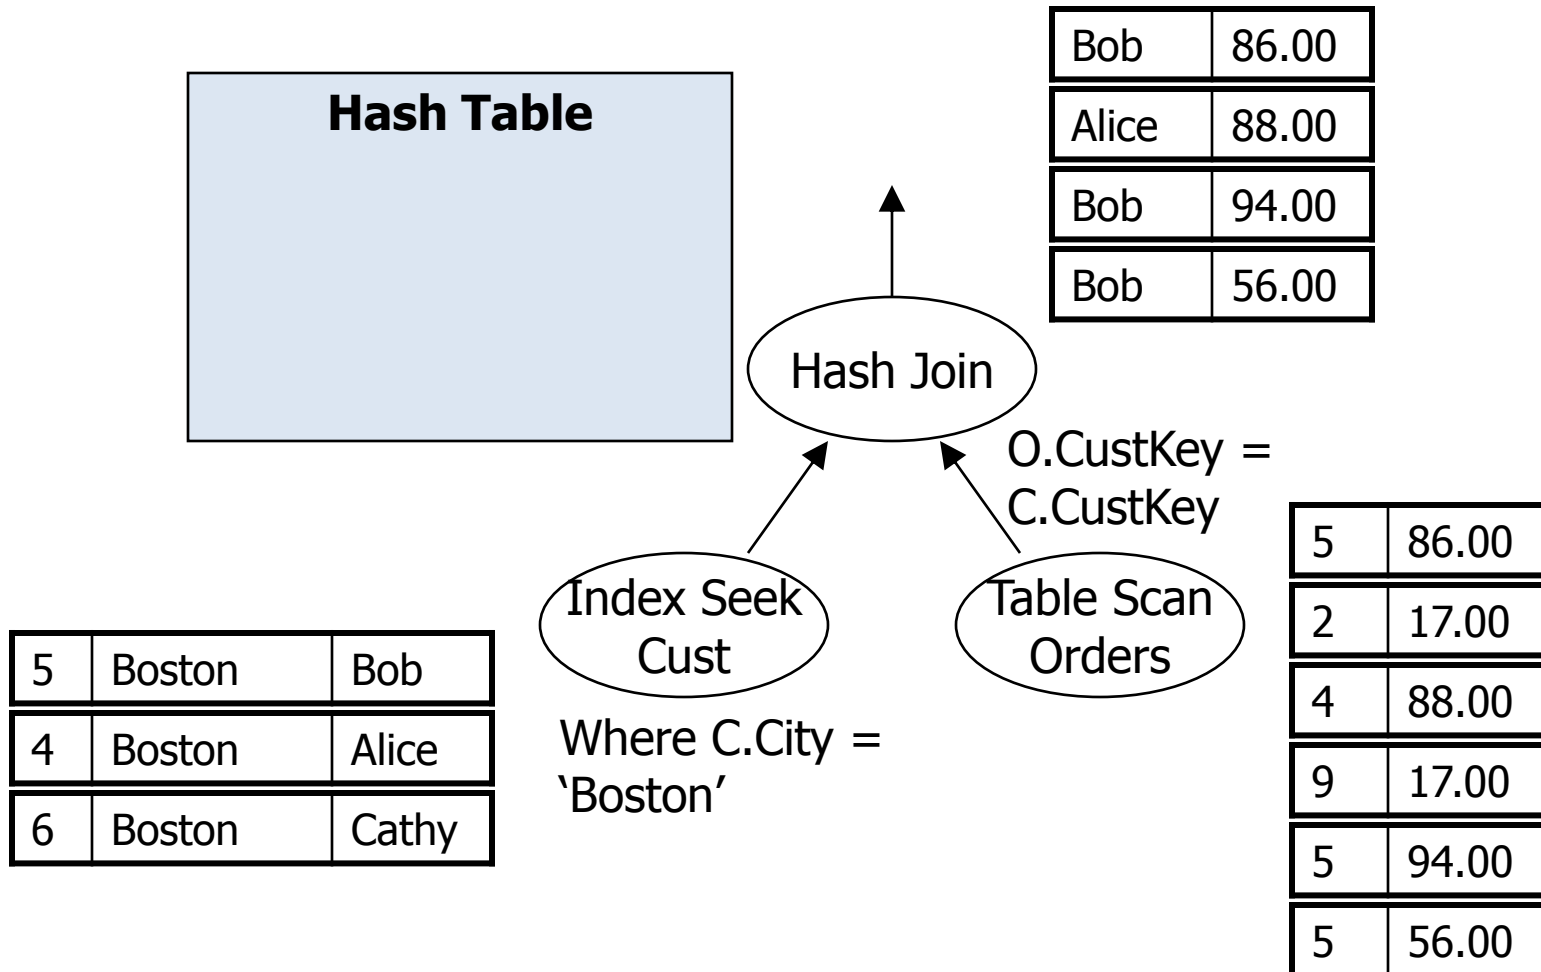 Hash Table
Bob 86.00
Alice 88.00
Bob 94.00
Bob 56.00
Hash Join
O.CustKey =
C.CustKey
Index Seek
Cust
Table Scan
Orders
Where C.City =
‘Boston’
5 Boston Bob
4 Boston Alice
6 Boston Cathy
5 86.00
2 17.00
4 88.00
9 17.00
5 94.00
5 56.00